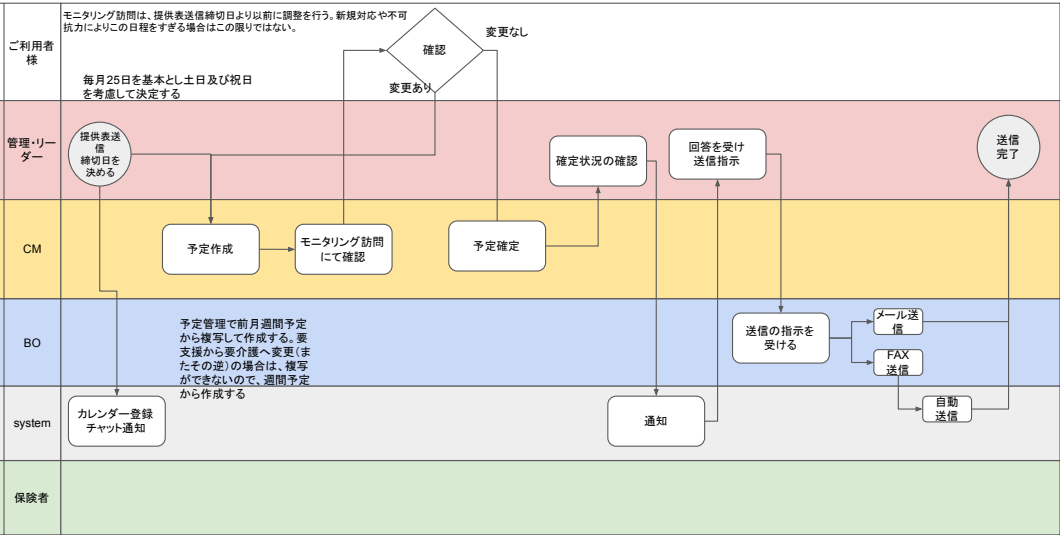 ご利用者
様
モニタリング訪問は、提供表送信締切日より以前に調整を行う。新規対応や不可
抗力によりこの日程をすぎる場合はこの限りではない。
確認
変更なし
変更あり
毎月25日を基本とし土日及び祝日
を考慮して決定する
管理・リー
ダー
提供表送
信
締切日を
決める
確定状況の確認
回答を受け
送信指示
送信
完了
CM
予定作成
モニタリング訪問
にて確認
予定確定
BO
予定管理で前月週間予定
から複写して作成する。要
支援から要介護へ変更(ま
たその逆)の場合は、複写
ができないので、週間予定
から作成する
送信の指示を
受ける
メール送
信
FAX
送信
system
カレンダー登録
チャット通知
通知
自動
送信
保険者